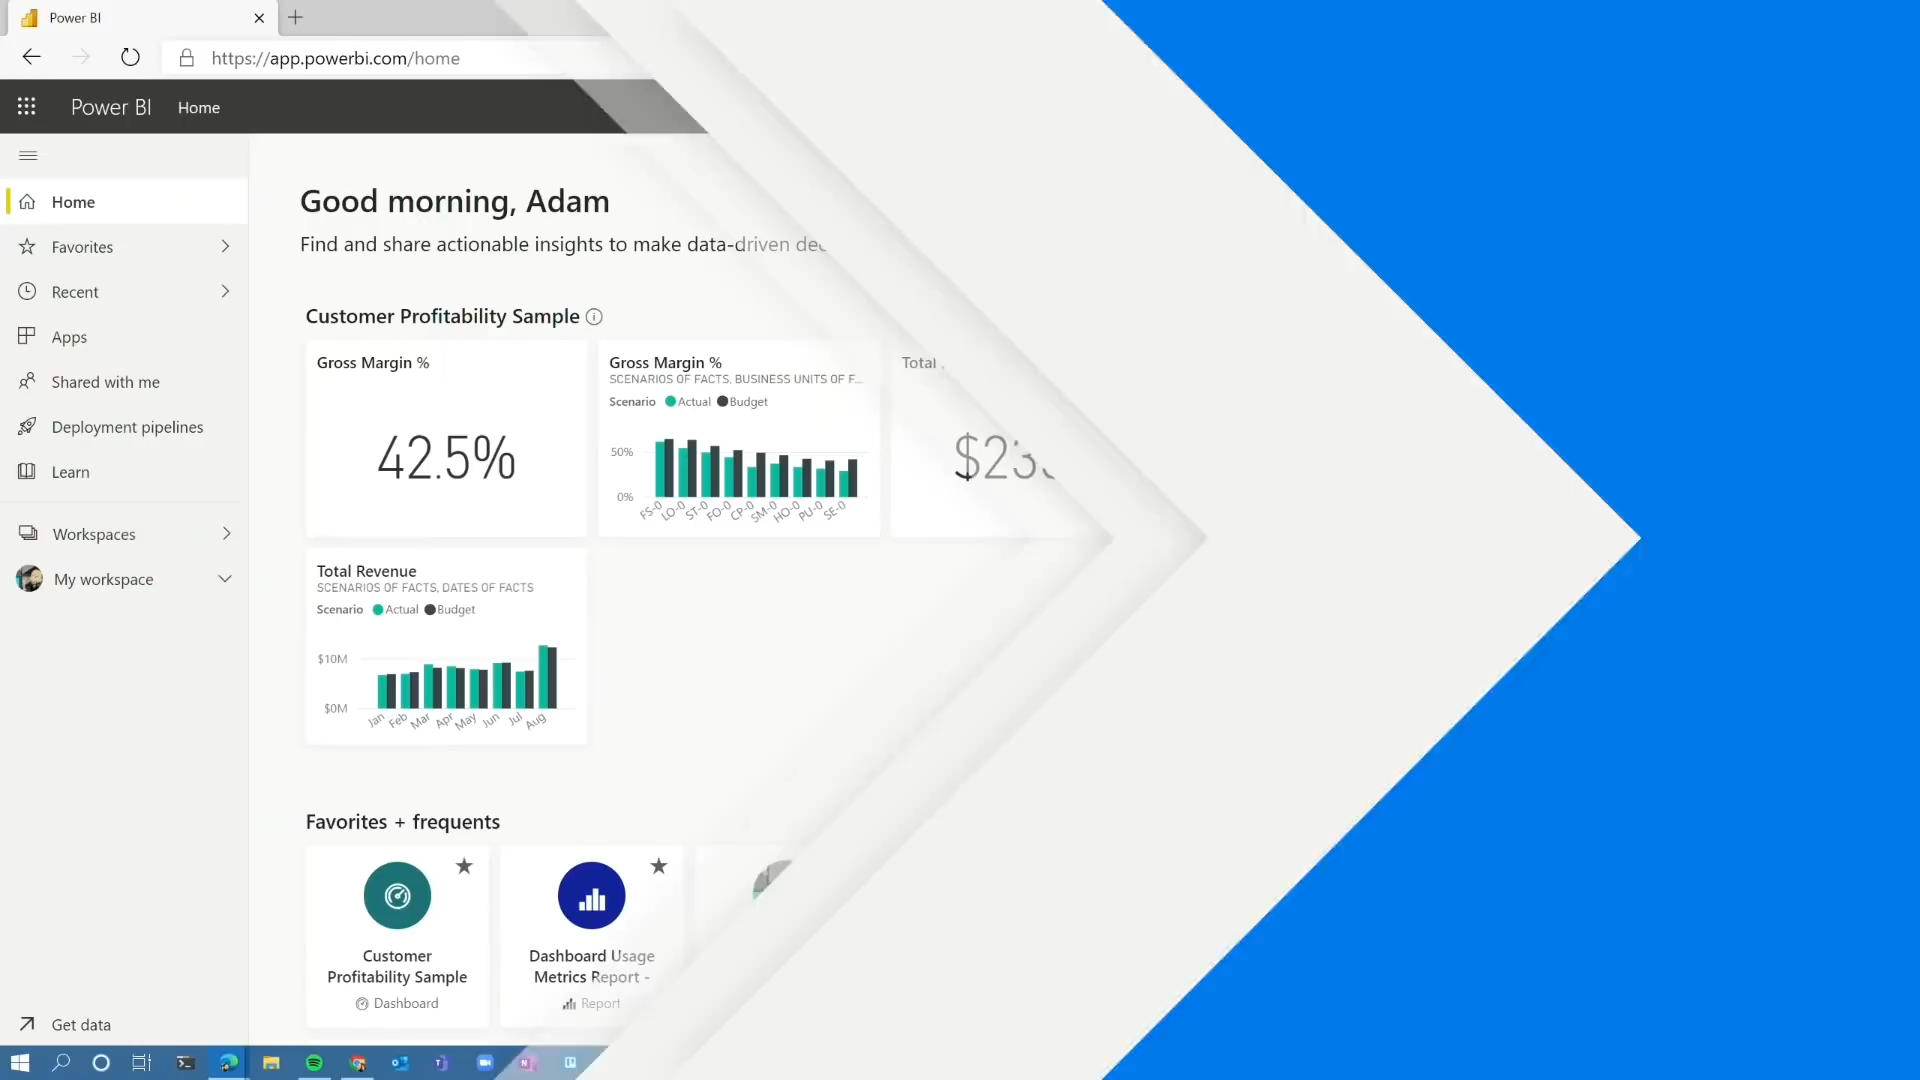 Power BI
https://app.powerbi.com/home
Power BI Home
Home
Favorites
Recent
Apps
Shared with me
Deployment pipelines
Learn
Workspaces
My workspace
Get data
Good morning, Adam
Find and share actionable insights to make data-driven dec
Customer Profitability Sample
Gross Margin %
42.5%
Gross Margin %
SCENARIOS OF FACTS, BUSINESS UNITS OF F...
Scenario Actual Budget
50%
0%
FS-0 LO-0 ST-0 FO-0 CP-0 SM-0 HO-0 PU-0 SE-0
Total
$23
Total Revenue
SCENARIOS OF FACTS, DATES OF FACTS
Scenario Actual Budget
$10M
$0M
Jan Feb Mar Apr May Jun Jul Aug
Favorites + frequents
Customer
Profitability Sample
Dashboard
Dashboard Usage
Metrics Report -
Report